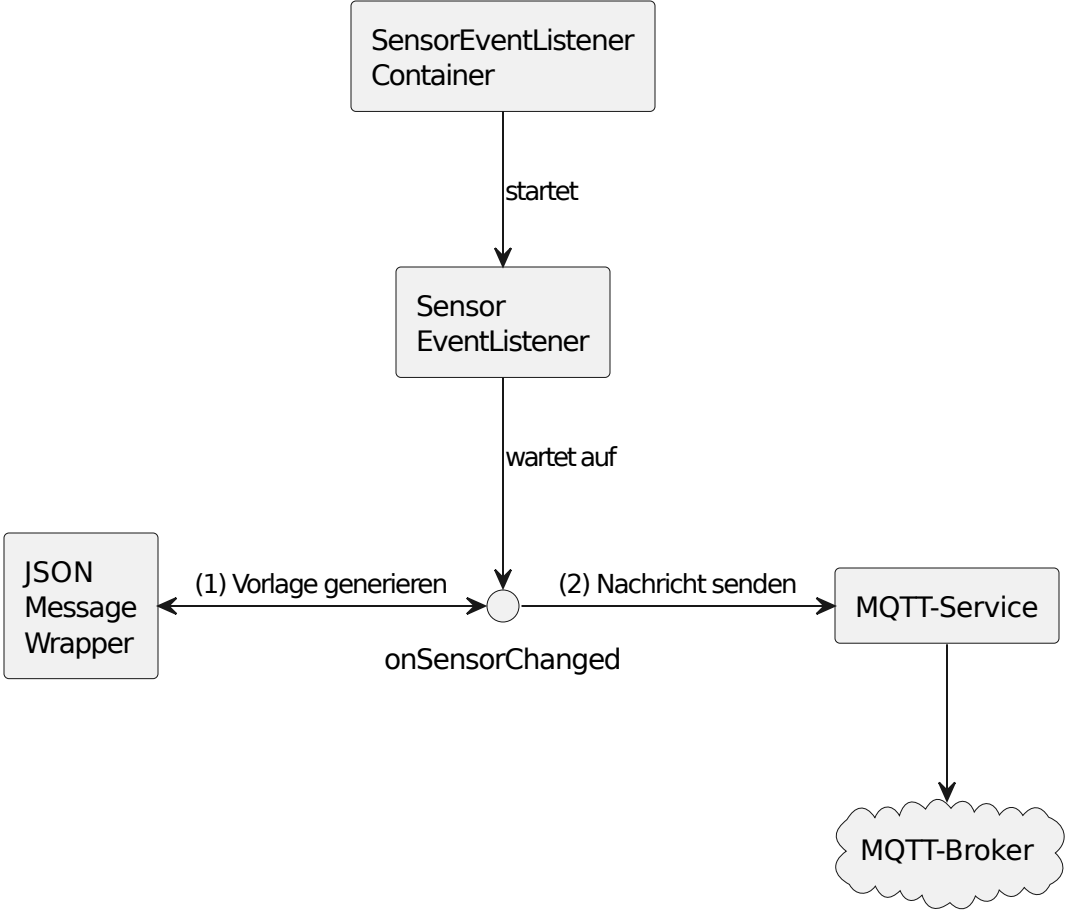 SensorEventListener
Container
startet
Sensor
EventListener
wartet auf
JSON
Message
Wrapper
(1) Vorlage generieren
(2) Nachricht senden
MQTT-Service
onSensorChanged
MQTT-Broker